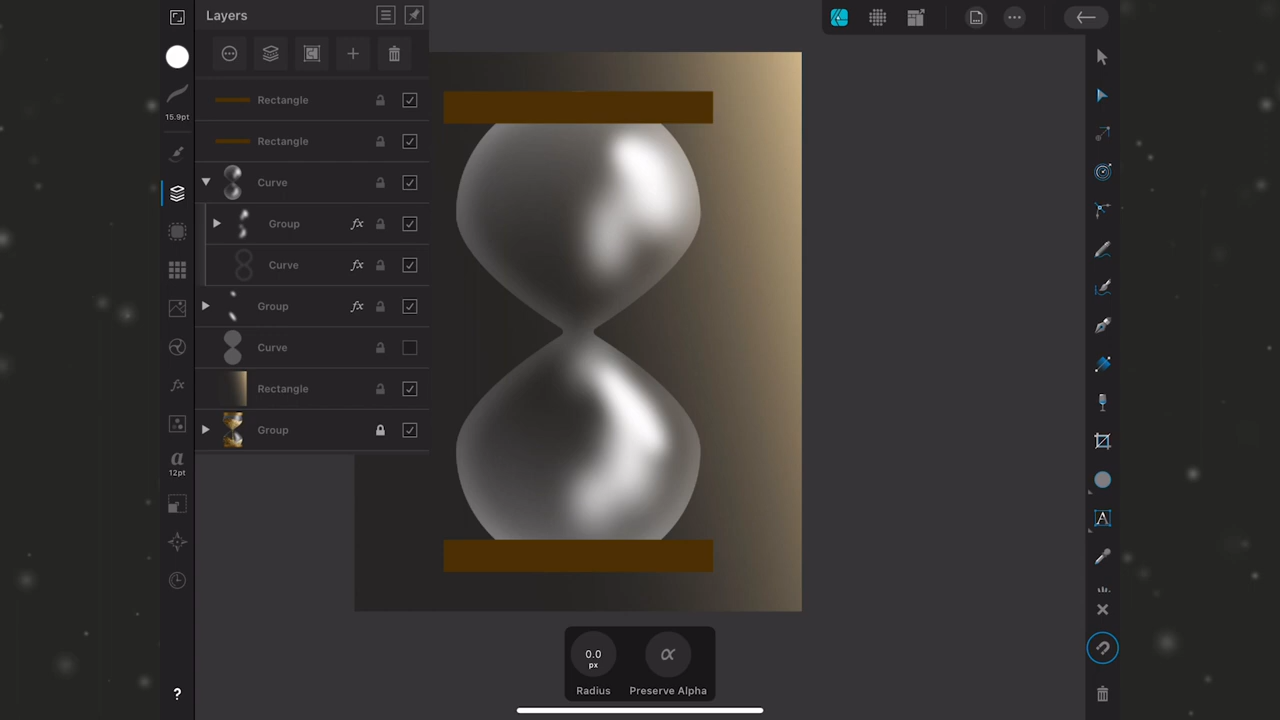 Layers
15.9pt
Rectangle
Rectangle
Curve
Group fx
Curve fx
Group fx
Curve
Rectangle
Group
fx
a
12pt
A
0.0
px
α
Radius
Preserve Alpha
?